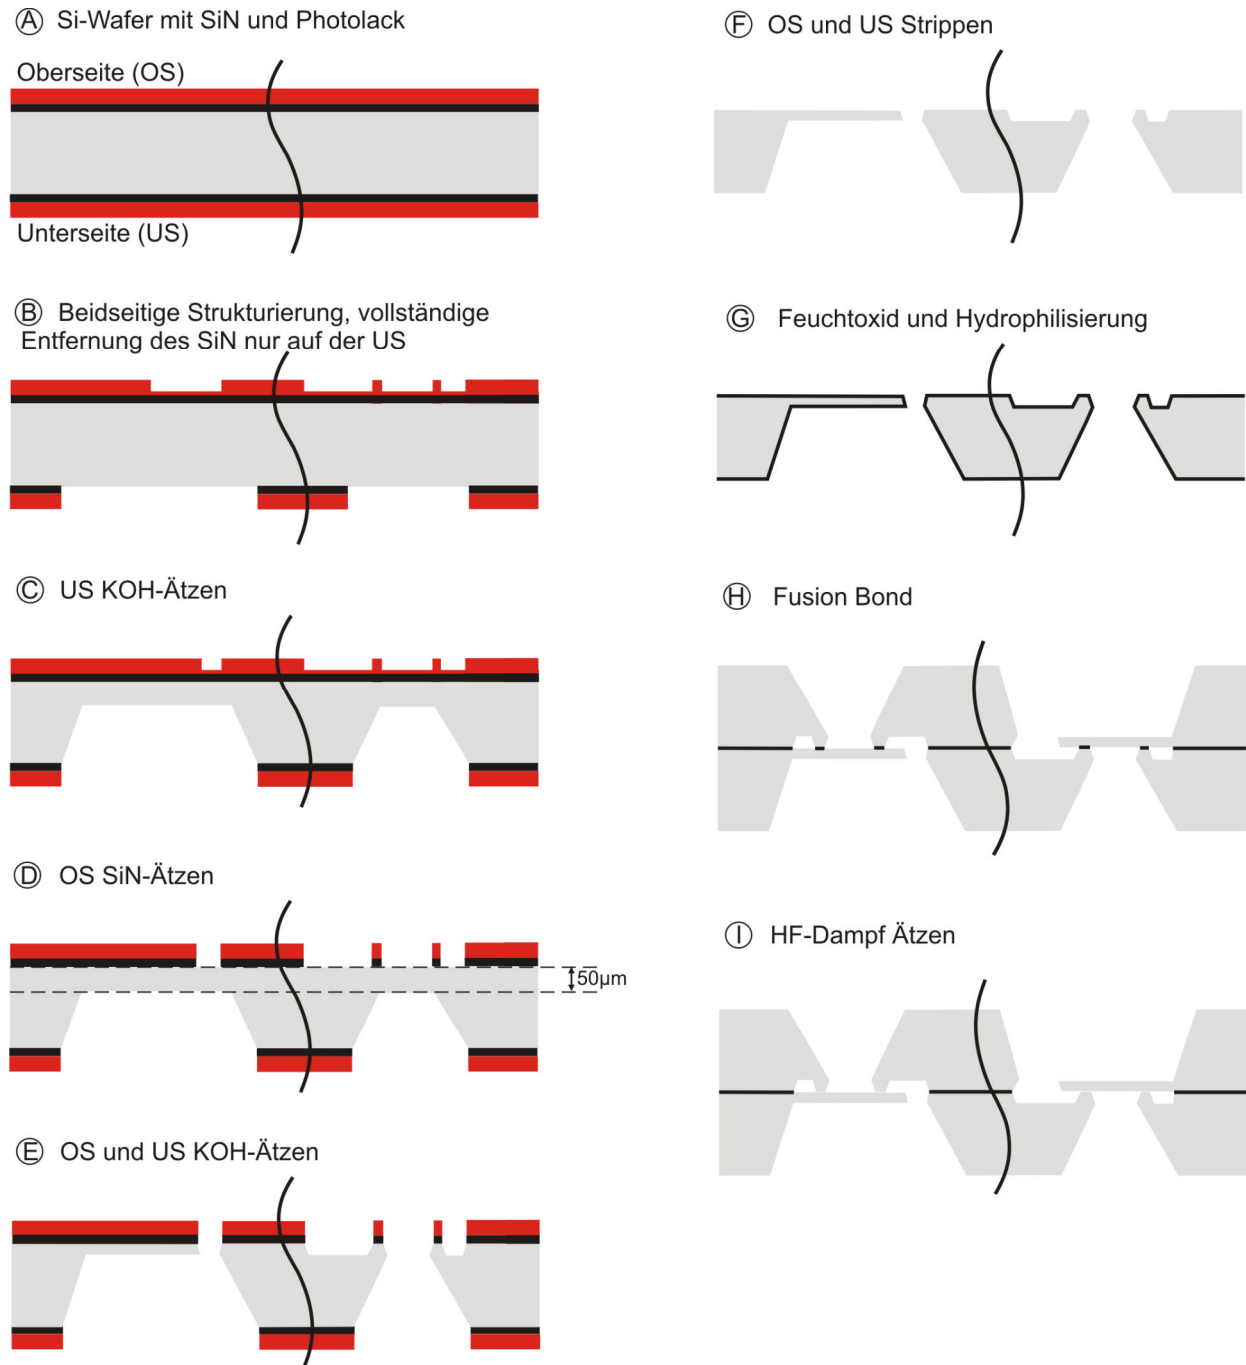 Ⓐ Si-Wafer mit SiN und Photolack
Oberseite (OS)
Unterseite (US)
Ⓑ Beidseitige Strukturierung, vollständige
Entfernung des SiN nur auf der US
Ⓒ US KOH-Ätzen
Ⓓ OS SiN-Ätzen
50µm
Ⓔ OS und US KOH-Ätzen
Ⓕ OS und US Strippen
Ⓖ Feuchtoxid und Hydrophilisierung
Ⓗ Fusion Bond
Ⓘ HF-Dampf Ätzen